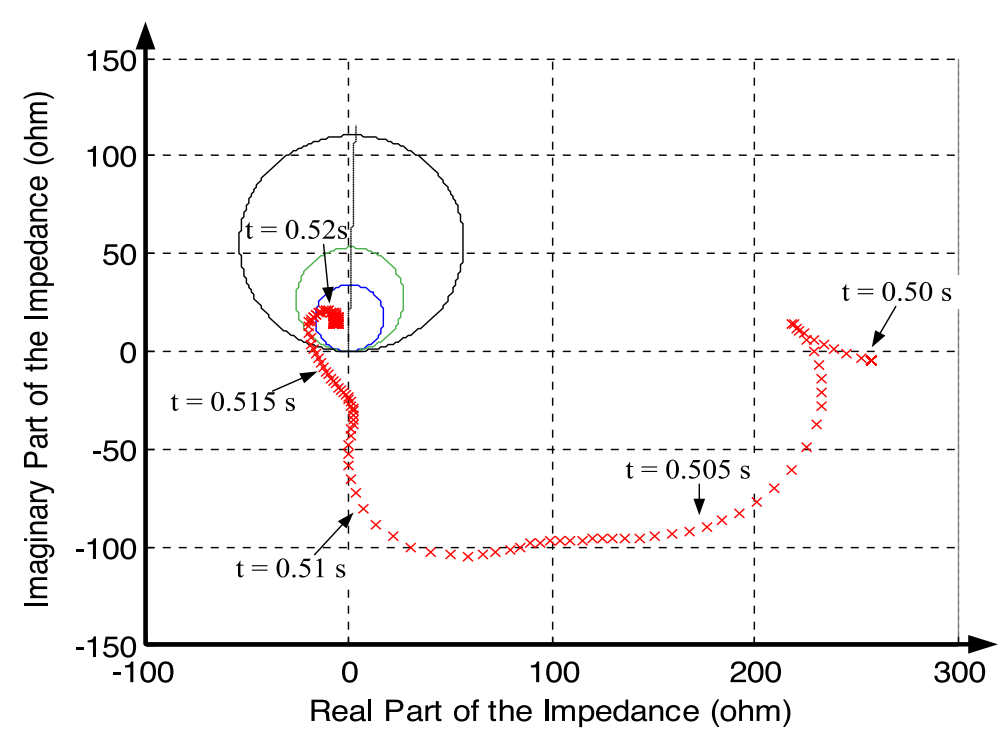 Imaginary Part of the Impedance (ohm)
150
100
50
0
-50
-100
-150
t = 0.52s
t = 0.50 s
t = 0.515 s
t = 0.505 s
t = 0.51 s
-100
0
100
200
300
Real Part of the Impedance (ohm)